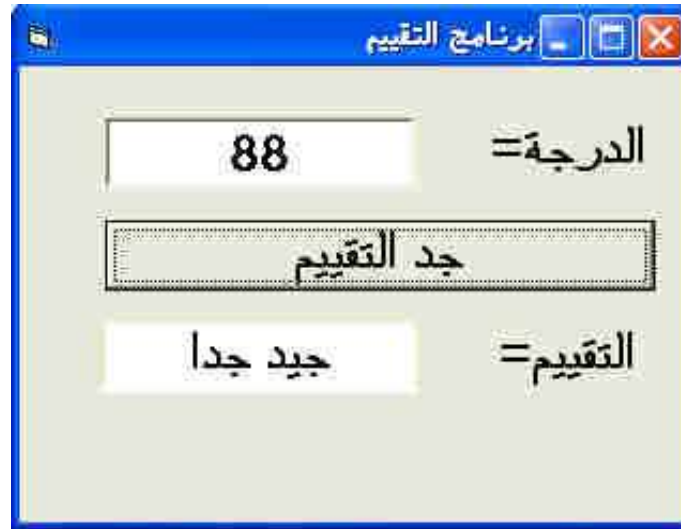 برنامج التقييم
الدرجة=
88
جد التقييم
التقييم=
جيد جدا